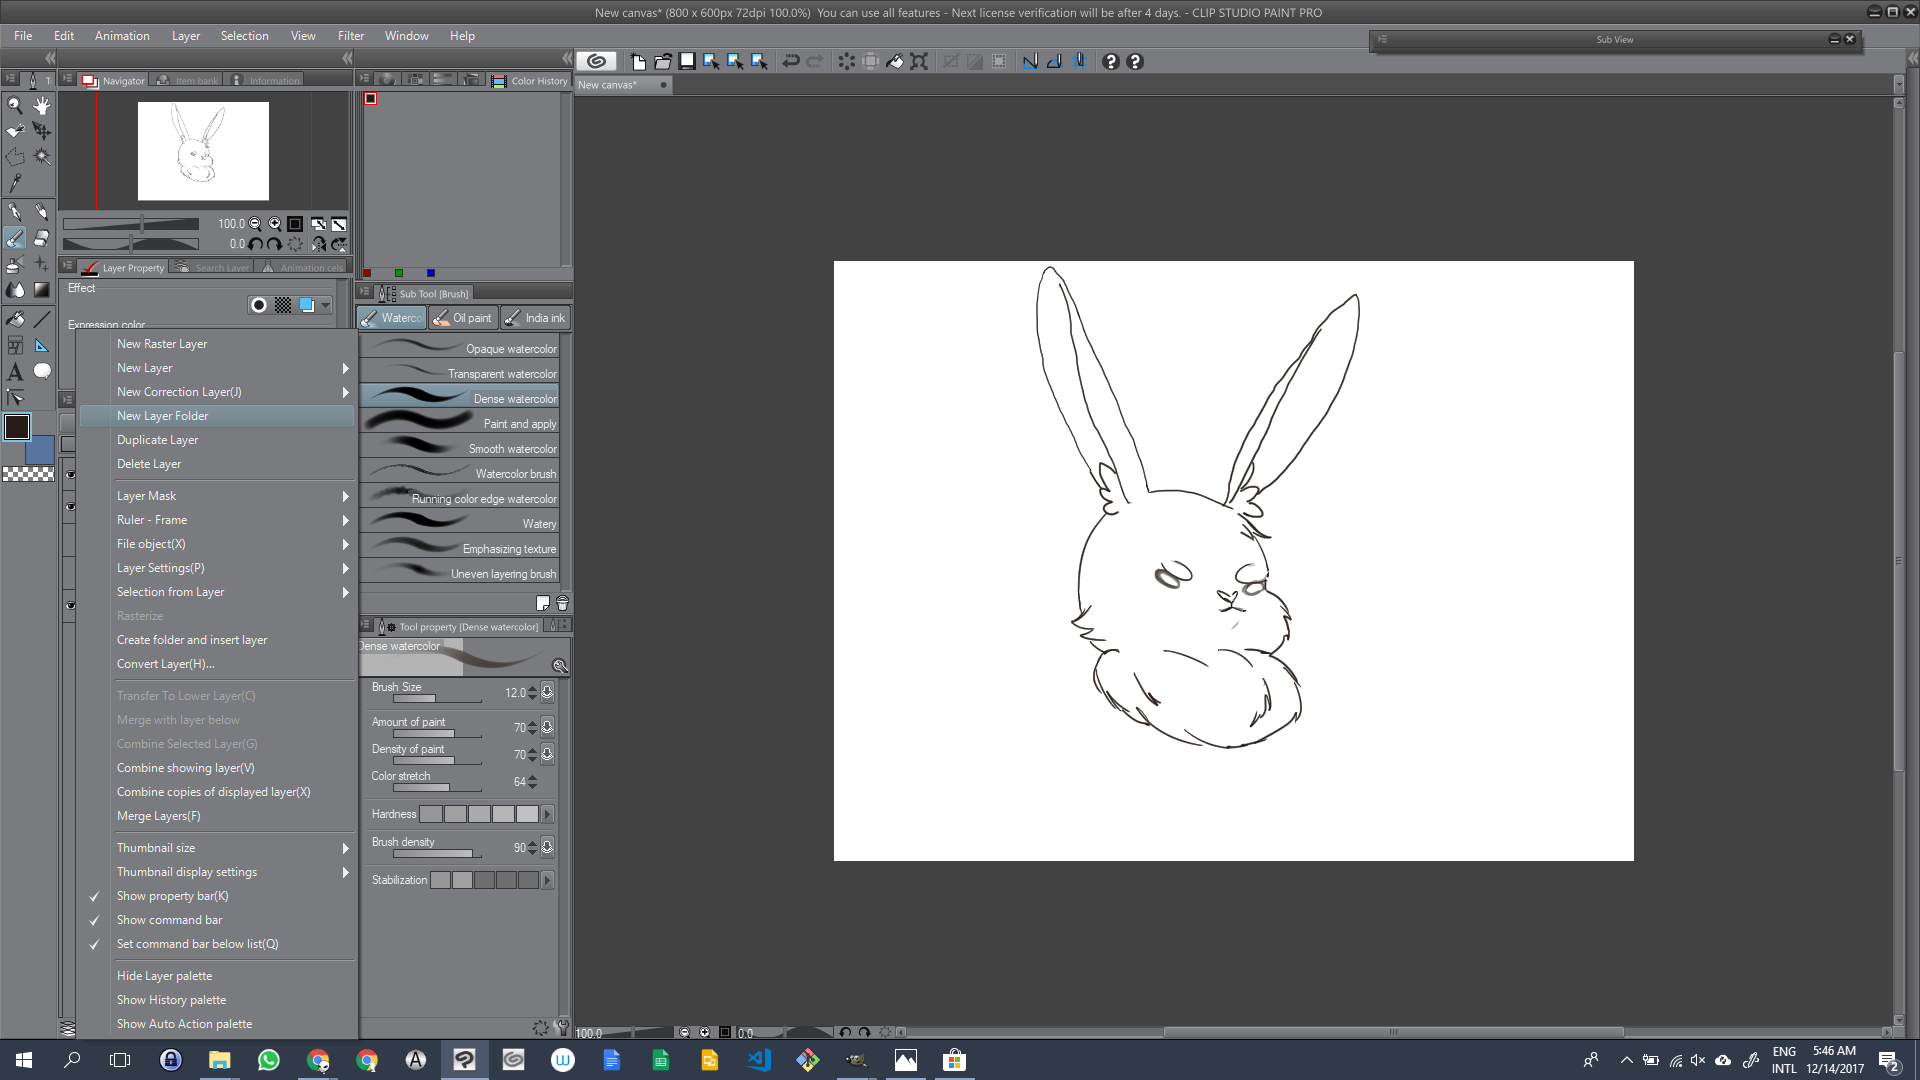 New canvas* (800 x 600px 72dpi 100.0%)  You can use all features - Next license verification will be after 4 days. - CLIP STUDIO PAINT PRO
File Edit Animation Layer Selection View Filter Window Help
Sub View
T
Navigator Item bank Information
Color History
New canvas*
100.0
0.0
Layer Property Search Layer Animation cels
Effect
Expression color
Sub Tool [Brush]
Waterco Oil paint India ink
Opaque watercolor
Transparent watercolor
Dense watercolor
Paint and apply
Smooth watercolor
Watercolor brush
Running color edge watercolor
Watery
Emphasizing texture
Uneven layering brush
Tool property [Dense watercolor]
Dense watercolor
Brush Size 12.0
Amount of paint 70
Density of paint 70
Color stretch 64
Hardness
Brush density 90
Stabilization
New Raster Layer
New Layer
New Correction Layer(J)
New Layer Folder
Duplicate Layer
Delete Layer
Layer Mask
Ruler - Frame
File object(X)
Layer Settings(P)
Selection from Layer
Rasterize
Create folder and insert layer
Convert Layer(H)...
Transfer To Lower Layer(C)
Merge with layer below
Combine Selected Layer(G)
Combine showing layer(V)
Combine copies of displayed layer(X)
Merge Layers(F)
Thumbnail size
Thumbnail display settings
Show property bar(K)
Show command bar
Set command bar below list(Q)
Hide Layer palette
Show History palette
Show Auto Action palette
100.0 0.0
ENG
INTL
5:46 AM
12/14/2017
2